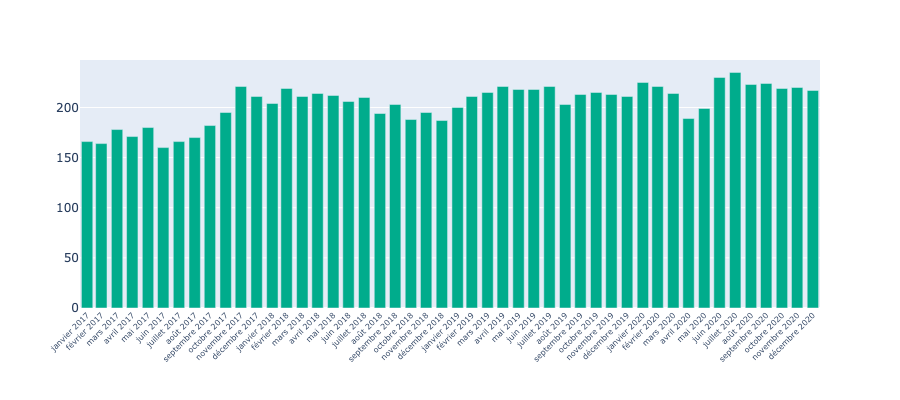 200
150
100
50
0
janvier 2017
février 2017
mars 2017
avril 2017
mai 2017
juin 2017
juillet 2017
août 2017
septembre 2017
octobre 2017
novembre 2017
décembre 2017
janvier 2018
février 2018
mars 2018
avril 2018
mai 2018
juin 2018
juillet 2018
août 2018
septembre 2018
octobre 2018
novembre 2018
décembre 2018
janvier 2019
février 2019
mars 2019
avril 2019
mai 2019
juin 2019
juillet 2019
août 2019
septembre 2019
octobre 2019
novembre 2019
décembre 2019
janvier 2020
février 2020
mars 2020
avril 2020
mai 2020
juin 2020
juillet 2020
août 2020
septembre 2020
octobre 2020
novembre 2020
décembre 2020